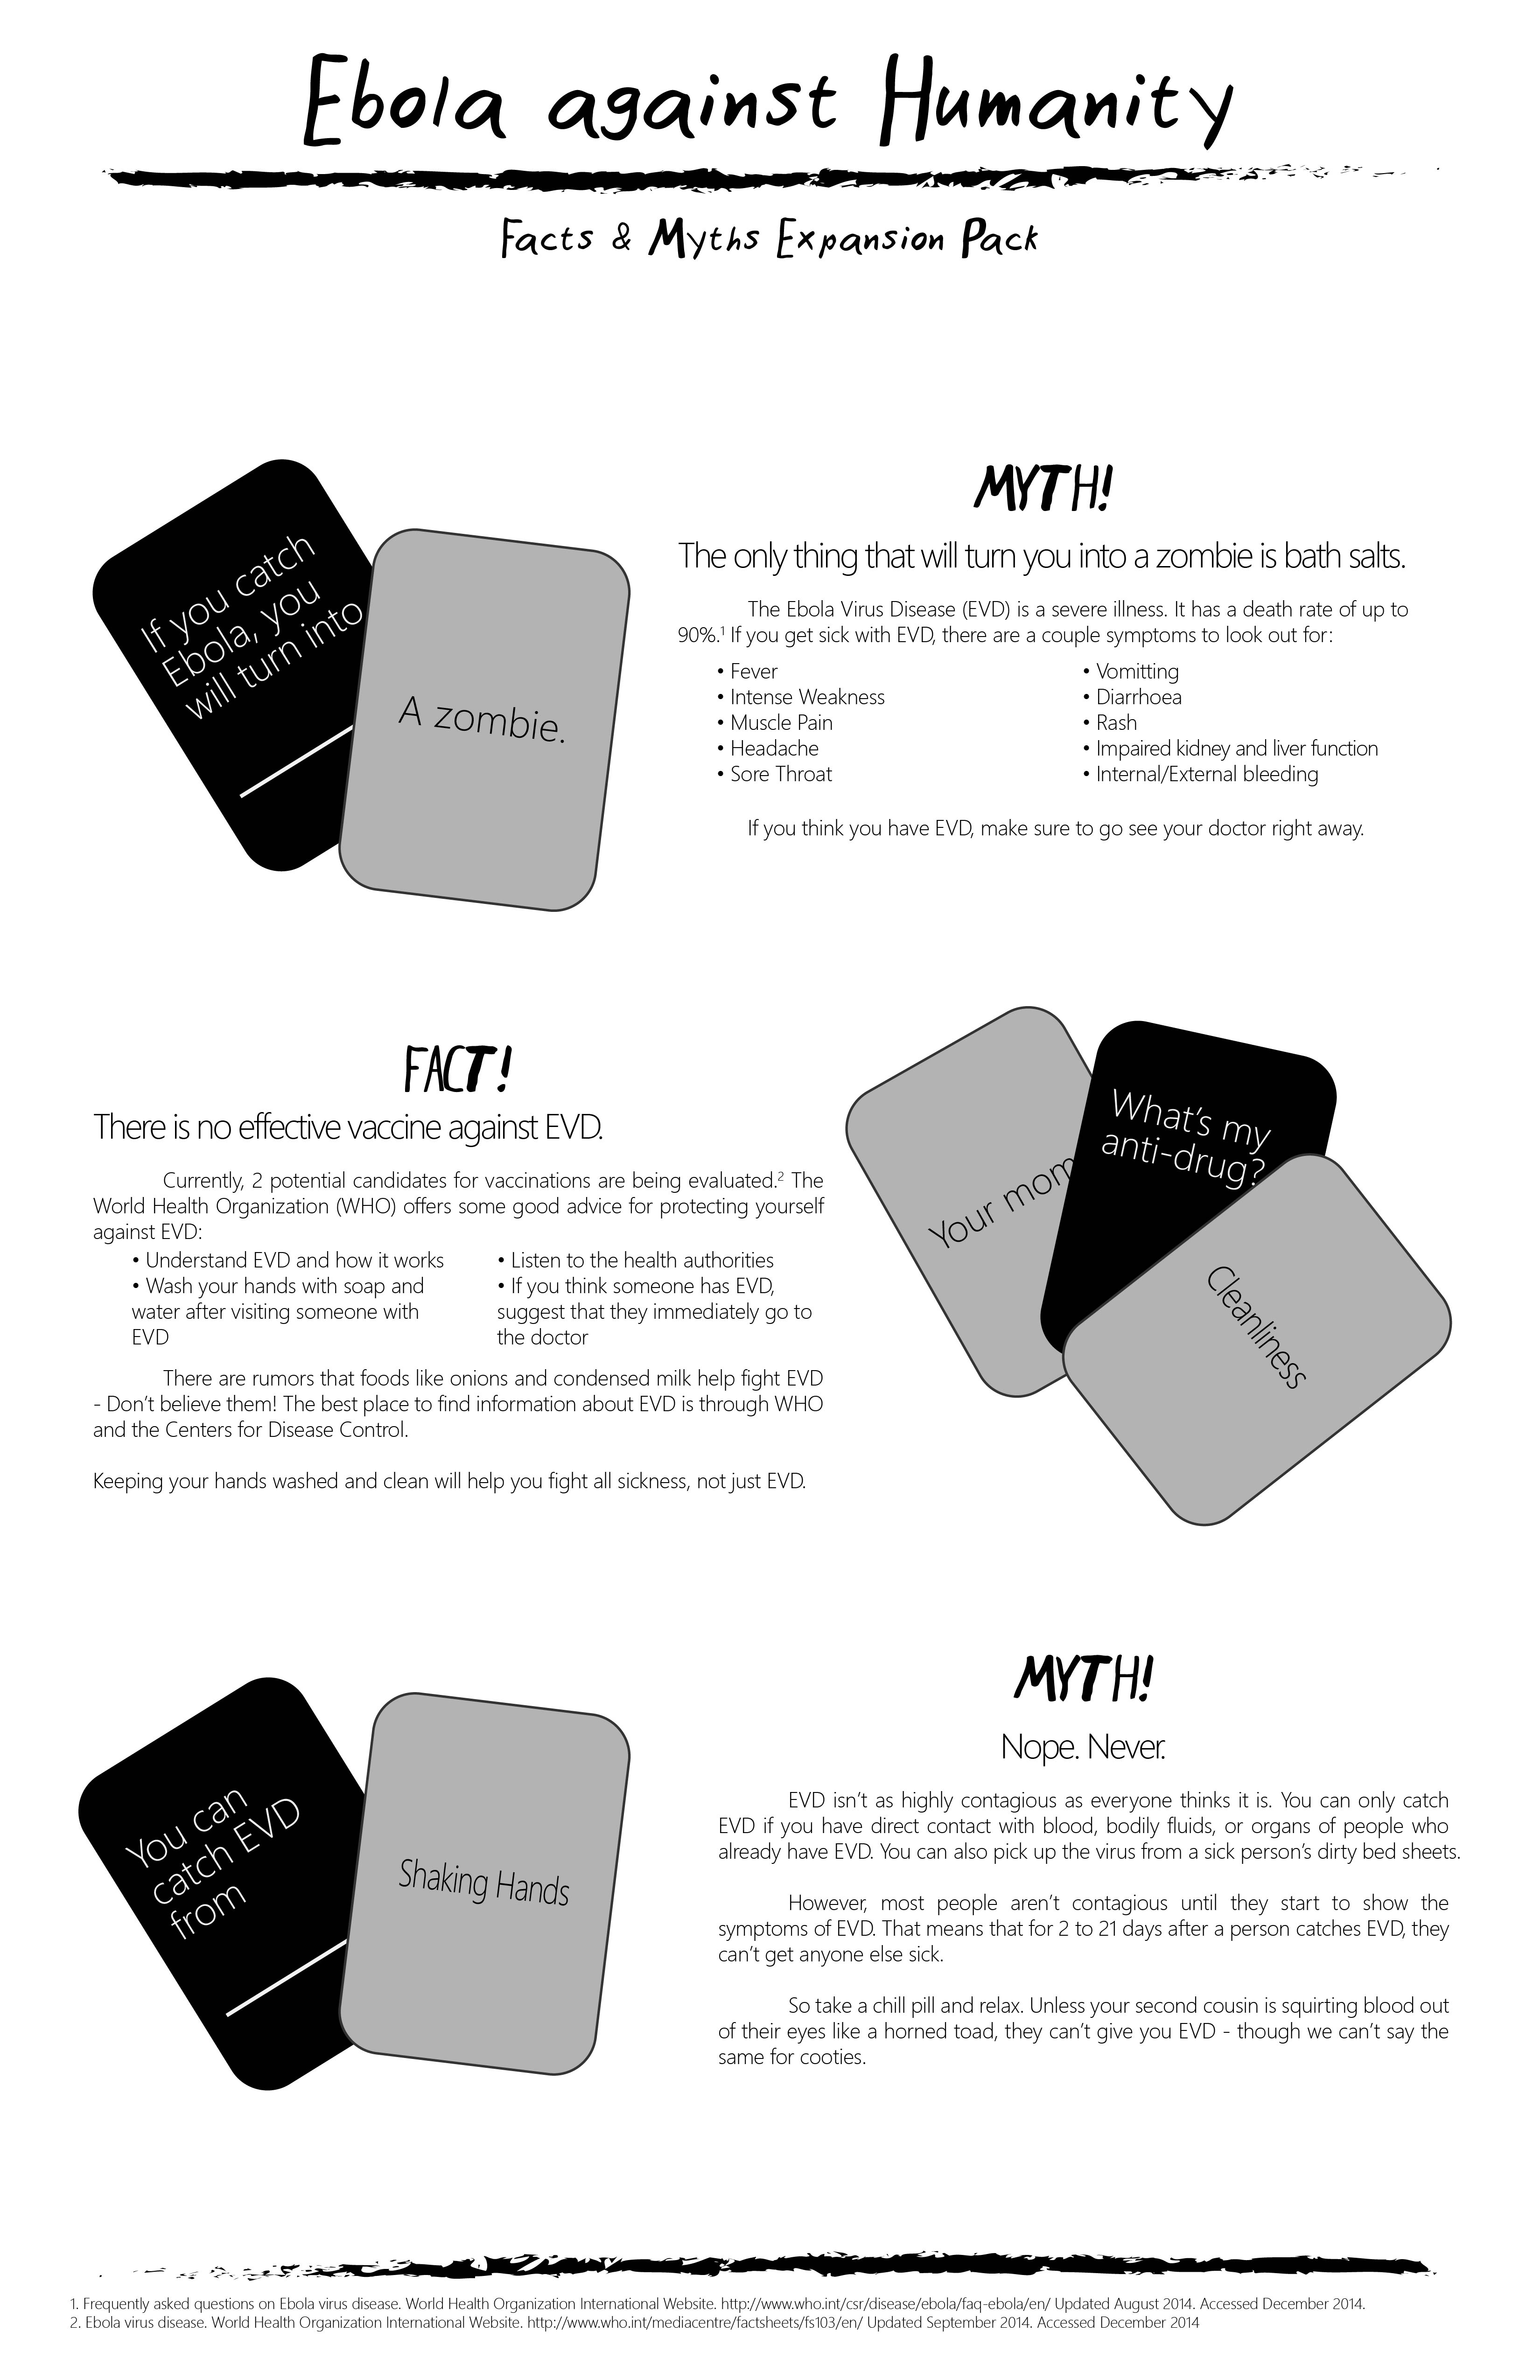 Ebola against Humanity
Facts & Myths Expansion Pack
If you catch
Ebola, you
will turn into
A zombie.
MYTH!
The only thing that will turn you into a zombie is bath salts.
The Ebola Virus Disease (EVD) is a severe illness. It has a death rate of up to
90%.¹ If you get sick with EVD, there are a couple symptoms to look out for:
• Fever
• Intense Weakness
• Muscle Pain
• Headache
• Sore Throat
• Vomitting
• Diarrhoea
• Rash
• Impaired kidney and liver function
• Internal/External bleeding
If you think you have EVD, make sure to go see your doctor right away.
FACT!
There is no effective vaccine against EVD.
Currently, 2 potential candidates for vaccinations are being evaluated.² The
World Health Organization (WHO) offers some good advice for protecting yourself
against EVD:
• Understand EVD and how it works
• Wash your hands with soap and
water after visiting someone with
EVD
• Listen to the health authorities
• If you think someone has EVD,
suggest that they immediately go to
the doctor
There are rumors that foods like onions and condensed milk help fight EVD
- Don't believe them! The best place to find information about EVD is through WHO
and the Centers for Disease Control.
Keeping your hands washed and clean will help you fight all sickness, not just EVD.
Your mom
What's my
anti-drug?
Cleanliness
You can
catch EVD
from
Shaking Hands
MYTH!
Nope. Never.
EVD isn't as highly contagious as everyone thinks it is. You can only catch
EVD if you have direct contact with blood, bodily fluids, or organs of people who
already have EVD. You can also pick up the virus from a sick person's dirty bed sheets.
However, most people aren't contagious until they start to show the
symptoms of EVD. That means that for 2 to 21 days after a person catches EVD, they
can't get anyone else sick.
So take a chill pill and relax. Unless your second cousin is squirting blood out
of their eyes like a horned toad, they can't give you EVD - though we can't say the
same for cooties.
1. Frequently asked questions on Ebola virus disease. World Health Organization International Website. http://www.who.int/csr/disease/ebola/faq-ebola/en/ Updated August 2014. Accessed December 2014.
2. Ebola virus disease. World Health Organization International Website. http://www.who.int/mediacentre/factsheets/fs103/en/ Updated September 2014. Accessed December 2014